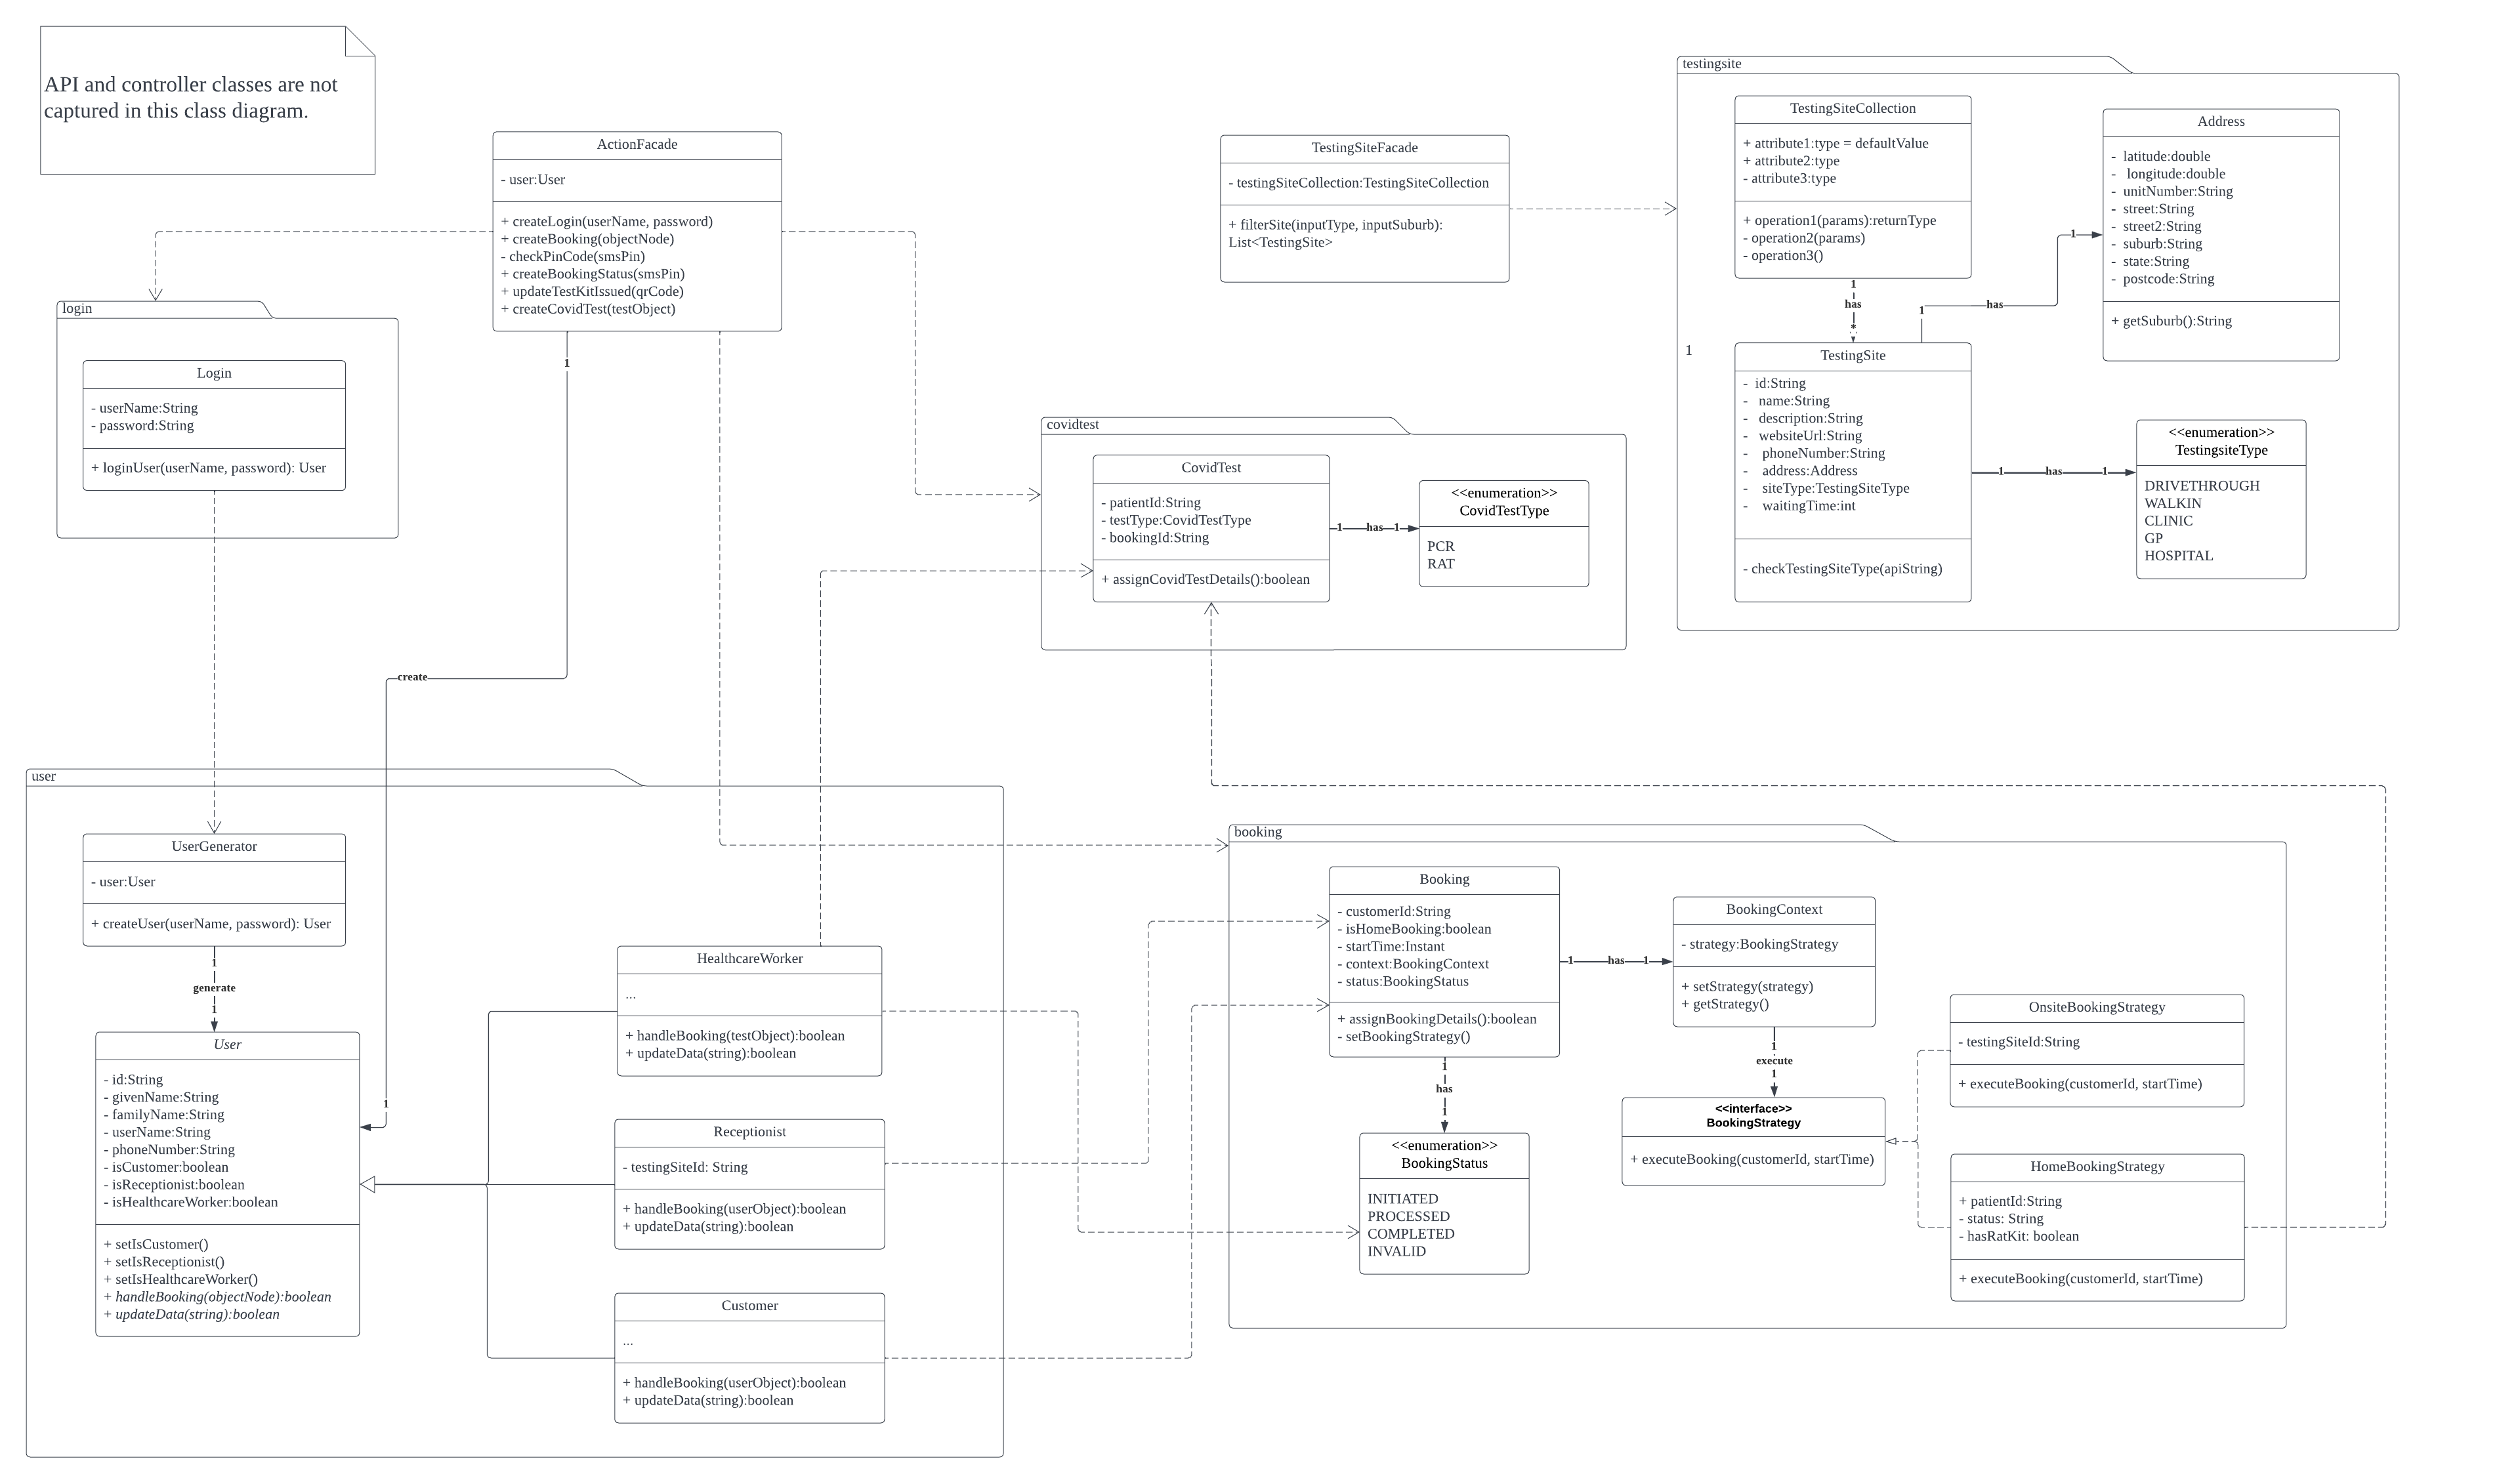 API and controller classes are not
captured in this class diagram.
ActionFacade
- user:User
+ createLogin(userName, password)
+ createBooking(objectNode)
- checkPinCode(smsPin)
+ createBookingStatus(smsPin)
+ updateTestKitIssued(qrCode)
+ createCovidTest(testObject)
1
create
1
TestingSiteFacade
- testingSiteCollection:TestingSiteCollection
+ filterSite(inputType, inputSuburb):
List<TestingSite>
testingsite
TestingSiteCollection
+ attribute1:type = defaultValue
+ attribute2:type
- attribute3:type
+ operation1(params):returnType
- operation2(params)
- operation3()
1
has
*
Address
- latitude:double
- longitude:double
- unitNumber:String
- street:String
- street2:String
- suburb:String
- state:String
- postcode:String
+ getSuburb():String
1
has
1
1
TestingSite
- id:String
- name:String
- description:String
- websiteUrl:String
- phoneNumber:String
- address:Address
- siteType:TestingSiteType
- waitingTime:int
- checkTestingSiteType(apiString)
1 has 1
<<enumeration>>
TestingsiteType
DRIVETHROUGH
WALKIN
CLINIC
GP
HOSPITAL
login
Login
- userName:String
- password:String
+ loginUser(userName, password): User
covidtest
CovidTest
- patientId:String
- testType:CovidTestType
- bookingId:String
+ assignCovidTestDetails():boolean
1 has 1
<<enumeration>>
CovidTestType
PCR
RAT
user
UserGenerator
- user:User
+ createUser(userName, password): User
1
generate
1
User
- id:String
- givenName:String
- familyName:String
- userName:String
- phoneNumber:String
- isCustomer:boolean
- isReceptionist:boolean
- isHealthcareWorker:boolean
+ setIsCustomer()
+ setIsReceptionist()
+ setIsHealthcareWorker()
+ handleBooking(objectNode):boolean
+ updateData(string):boolean
HealthcareWorker
...
+ handleBooking(testObject):boolean
+ updateData(string):boolean
Receptionist
- testingSiteId: String
+ handleBooking(userObject):boolean
+ updateData(string):boolean
Customer
...
+ handleBooking(userObject):boolean
+ updateData(string):boolean
booking
Booking
- customerId:String
- isHomeBooking:boolean
- startTime:Instant
- context:BookingContext
- status:BookingStatus
+ assignBookingDetails():boolean
- setBookingStrategy()
1 has 1
BookingContext
- strategy:BookingStrategy
+ setStrategy(strategy)
+ getStrategy()
1
has
1
<<enumeration>>
BookingStatus
INITIATED
PROCESSED
COMPLETED
INVALID
1
execute
1
<<interface>>
BookingStrategy
+ executeBooking(customerId, startTime)
OnsiteBookingStrategy
- testingSiteId:String
+ executeBooking(customerId, startTime)
HomeBookingStrategy
+ patientId:String
- status: String
- hasRatKit: boolean
+ executeBooking(customerId, startTime)